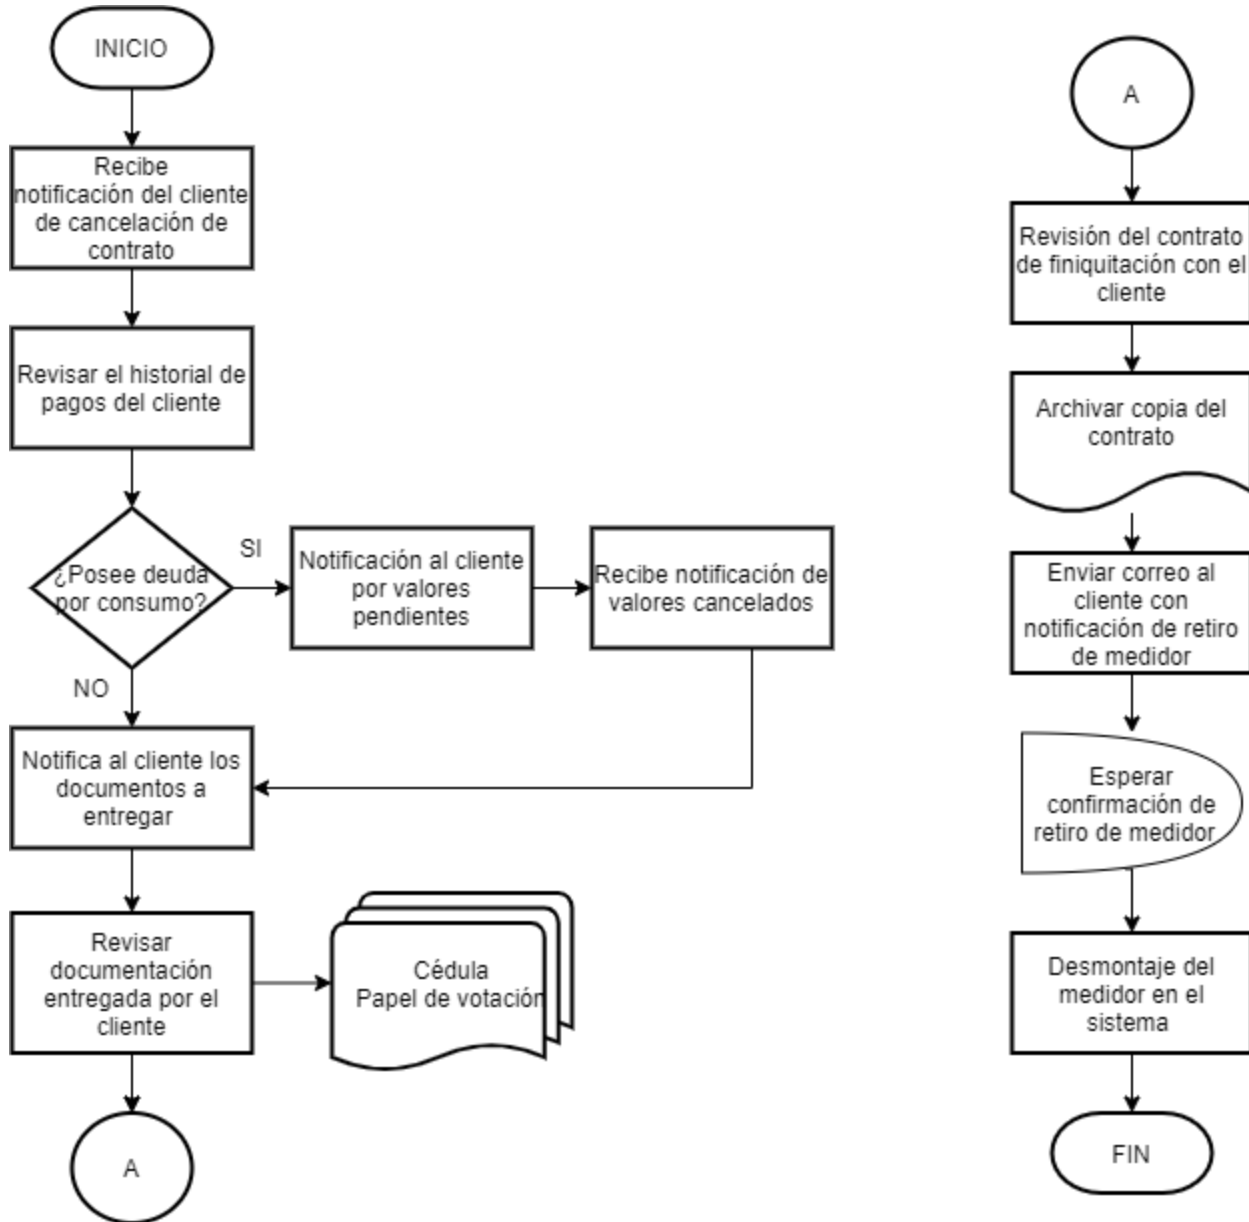 INICIO
Recibe
notificación del cliente
de cancelación de
contrato
Revisar el historial de
pagos del cliente
¿Posee deuda
por consumo?
SI
Notificación al cliente
por valores
pendientes
Recibe notificación de
valores cancelados
NO
Notifica al cliente los
documentos a
entregar
Revisar
documentación
entregada por el
cliente
Cédula
Papel de votación
A
A
Revisión del contrato
de finiquitación con el
cliente
Archivar copia del
contrato
Enviar correo al
cliente con
notificación de retiro
de medidor
Esperar
confirmación de
retiro de medidor
Desmontaje del
medidor en el
sistema
FIN